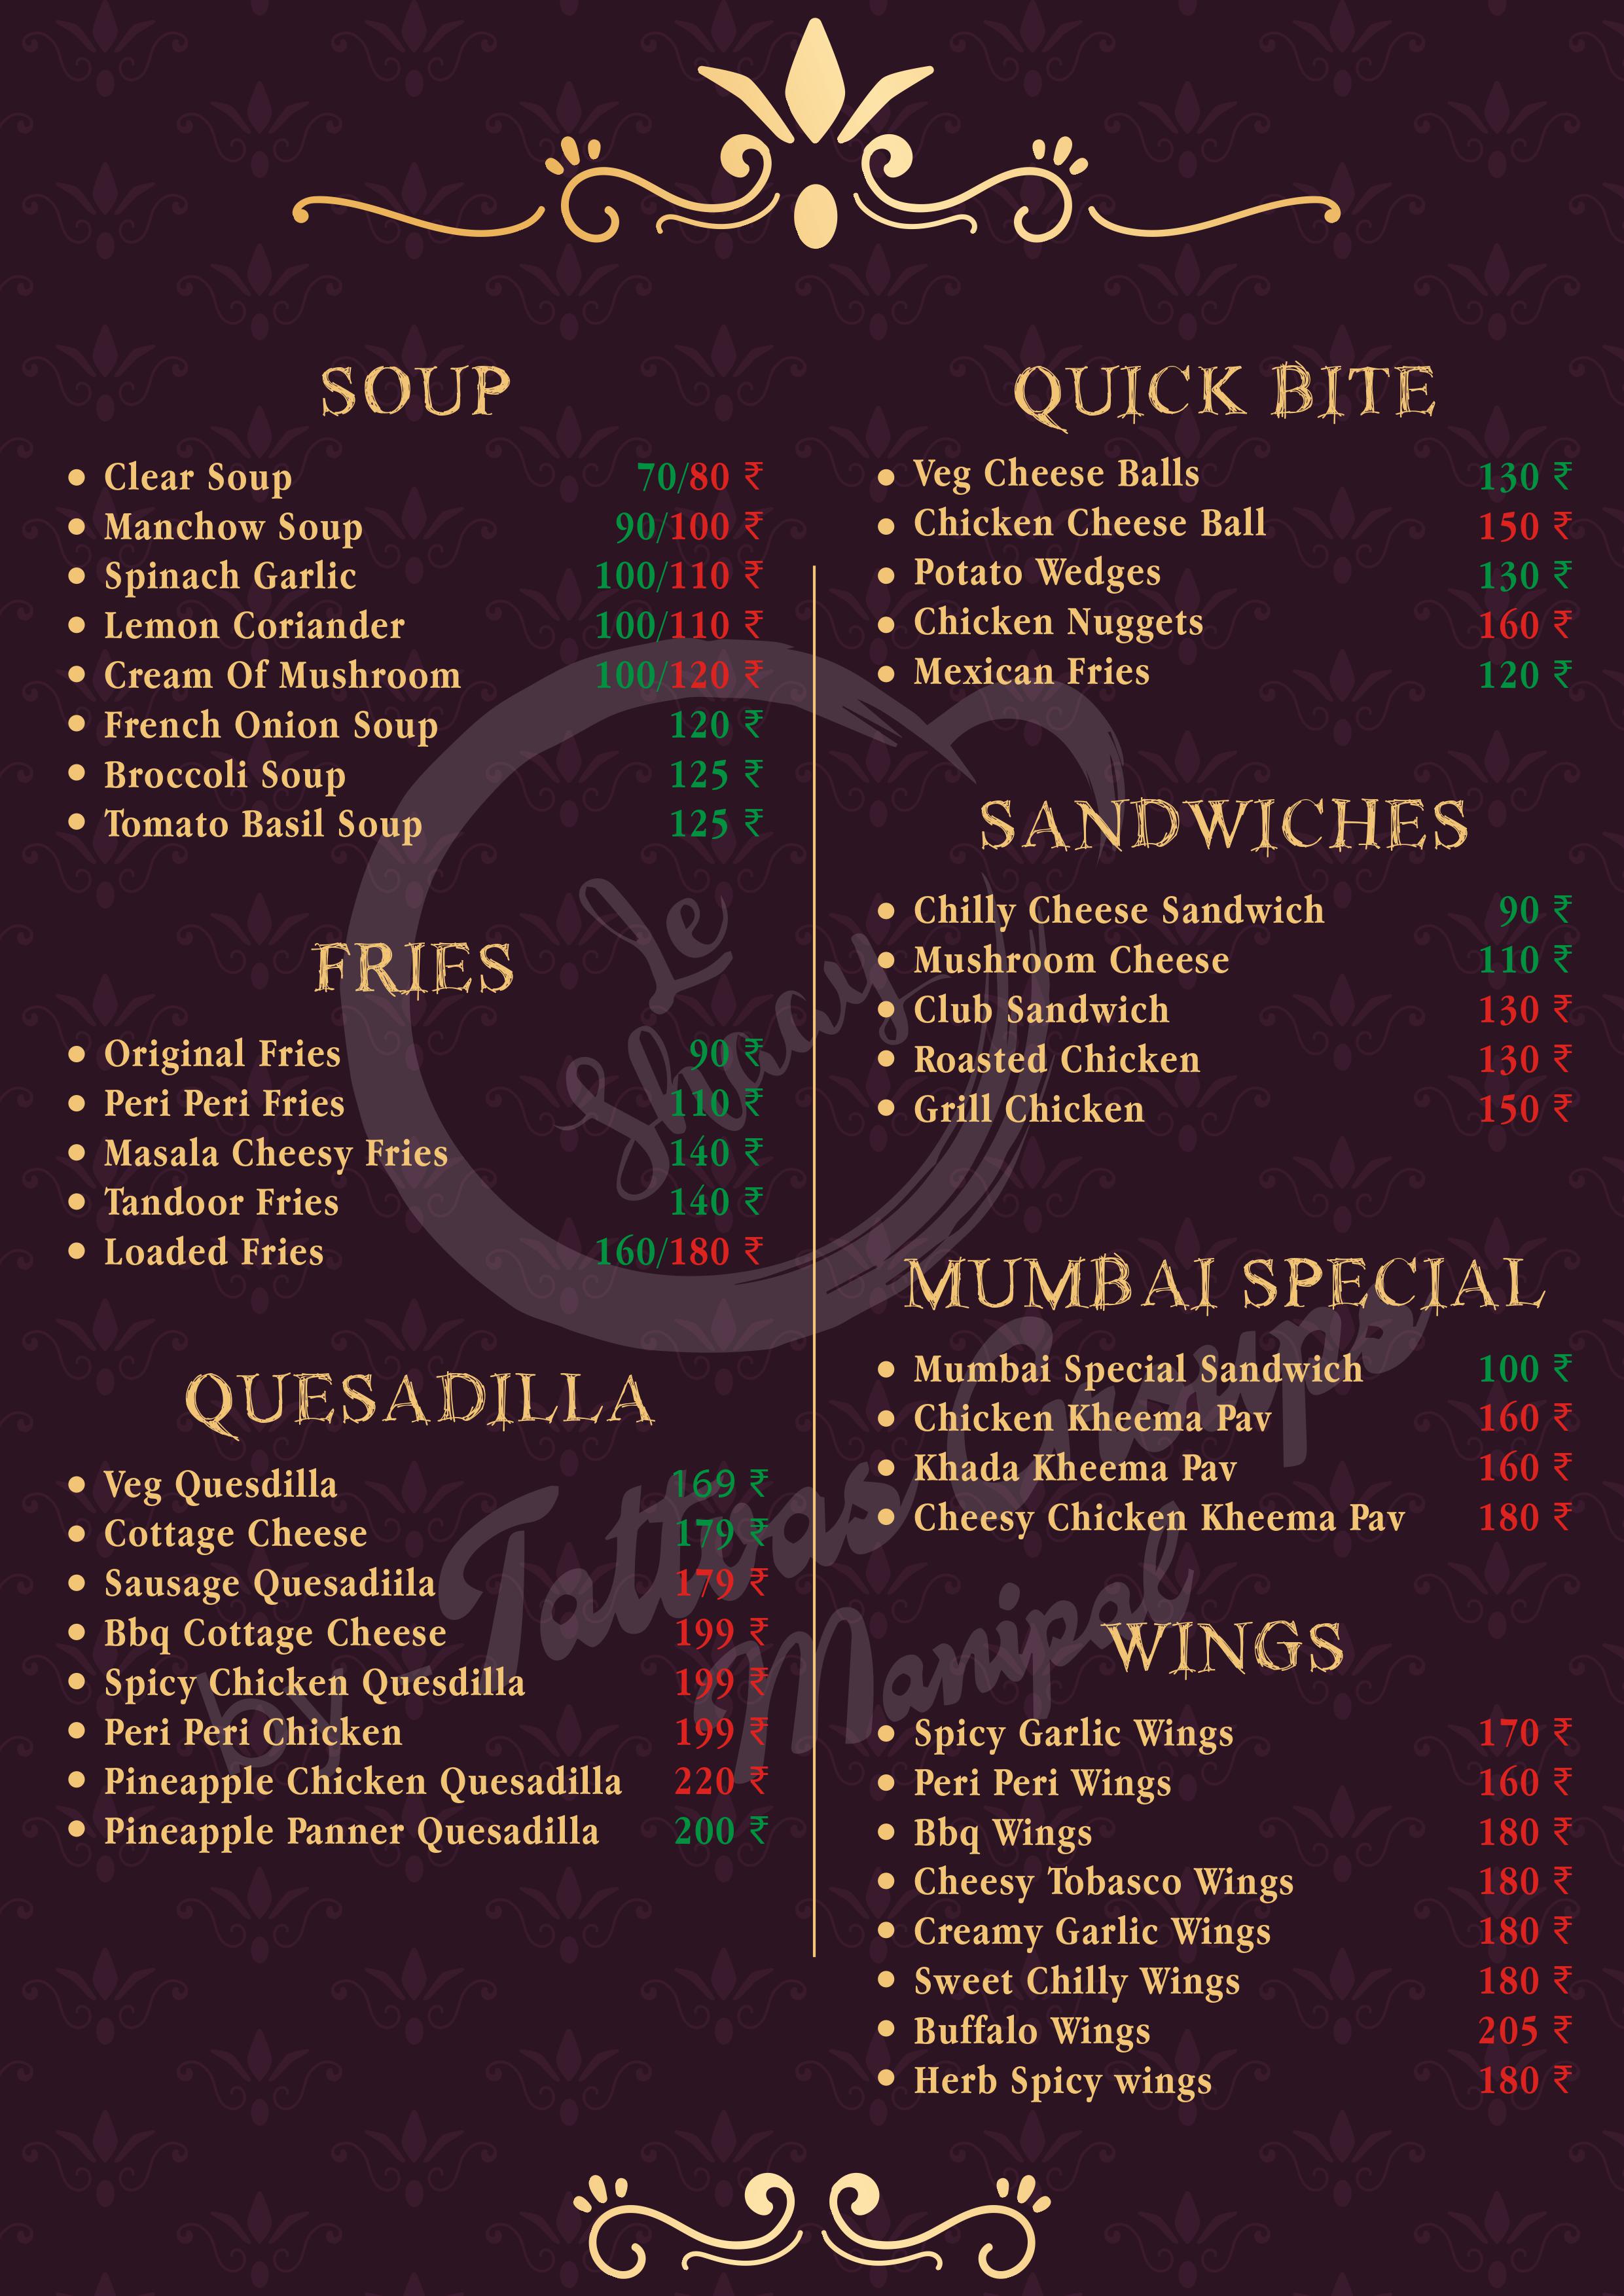 SOUP
Clear Soup 70/80 ₹
Manchow Soup 90/100 ₹
Spinach Garlic 100/110 ₹
Lemon Coriander 100/110 ₹
Cream Of Mushroom 100/120 ₹
French Onion Soup 120 ₹
Broccoli Soup 125 ₹
Tomato Basil Soup 125 ₹
FRIES
Original Fries 90 ₹
Peri Peri Fries 110 ₹
Masala Cheesy Fries 140 ₹
Tandoor Fries 140 ₹
Loaded Fries 160/180 ₹
QUESADILLA
Veg Quesdilla 169 ₹
Cottage Cheese 179 ₹
Sausage Quesadiila 179 ₹
Bbq Cottage Cheese 199 ₹
Spicy Chicken Quesdilla 199 ₹
Peri Peri Chicken 199 ₹
Pineapple Chicken Quesadilla 220 ₹
Pineapple Panner Quesadilla 200 ₹
QUICK BITE
Veg Cheese Balls 130 ₹
Chicken Cheese Ball 150 ₹
Potato Wedges 130 ₹
Chicken Nuggets 160 ₹
Mexican Fries 120 ₹
SANDWICHES
Chilly Cheese Sandwich 90 ₹
Mushroom Cheese 110 ₹
Club Sandwich 130 ₹
Roasted Chicken 130 ₹
Grill Chicken 150 ₹
MUMBAI SPECIAL
Mumbai Special Sandwich 100 ₹
Chicken Kheema Pav 160 ₹
Khada Kheema Pav 160 ₹
Cheesy Chicken Kheema Pav 180 ₹
WINGS
Spicy Garlic Wings 170 ₹
Peri Peri Wings 160 ₹
Bbq Wings 180 ₹
Cheesy Tobasco Wings 180 ₹
Creamy Garlic Wings 180 ₹
Sweet Chilly Wings 180 ₹
Buffalo Wings 205 ₹
Herb Spicy wings 180 ₹
Le
Shaay
by - Tattvas Groups
Manipal